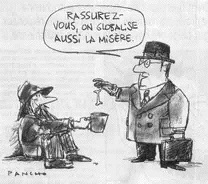 RASSUREZ-
VOUS, ON GLOBALISE
AUSSI LA MISÈRE.
PANCHO